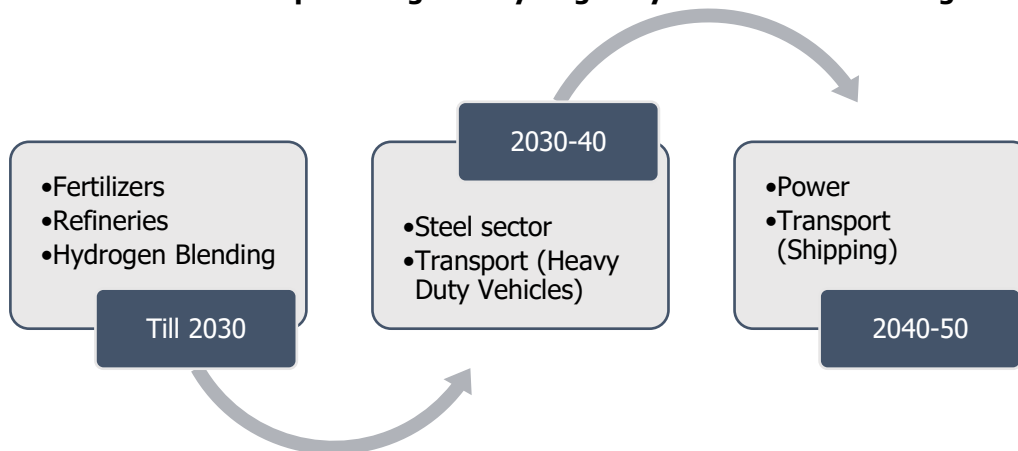 •Fertilizers
•Refineries
•Hydrogen Blending
Till 2030
2030-40
•Steel sector
•Transport (Heavy
Duty Vehicles)
•Power
•Transport
(Shipping)
2040-50